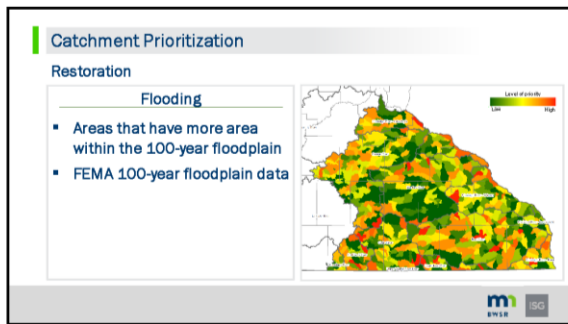 Catchment Prioritization
Restoration
Flooding
▪ Areas that have more area
within the 100-year floodplain
▪ FEMA 100-year floodplain data
Level of priority
Low High
BWSR
ISG